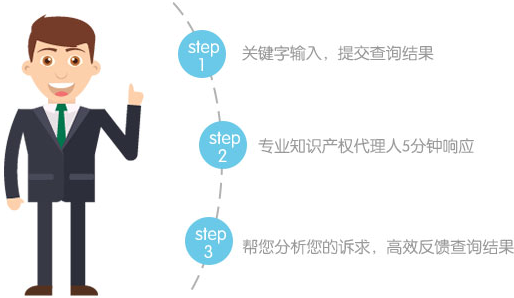 step
1
关键字输入，提交查询结果
step
2
专业知识产权代理人5分钟响应
step
3
帮您分析您的诉求，高效反馈查询结果